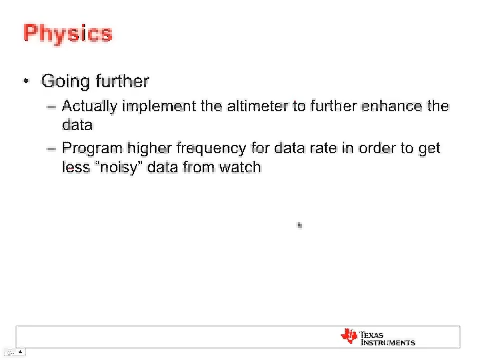 Physics
• Going further
– Actually implement the altimeter to further enhance the
data
– Program higher frequency for data rate in order to get
less "noisy" data from watch
TEXAS
INSTRUMENTS